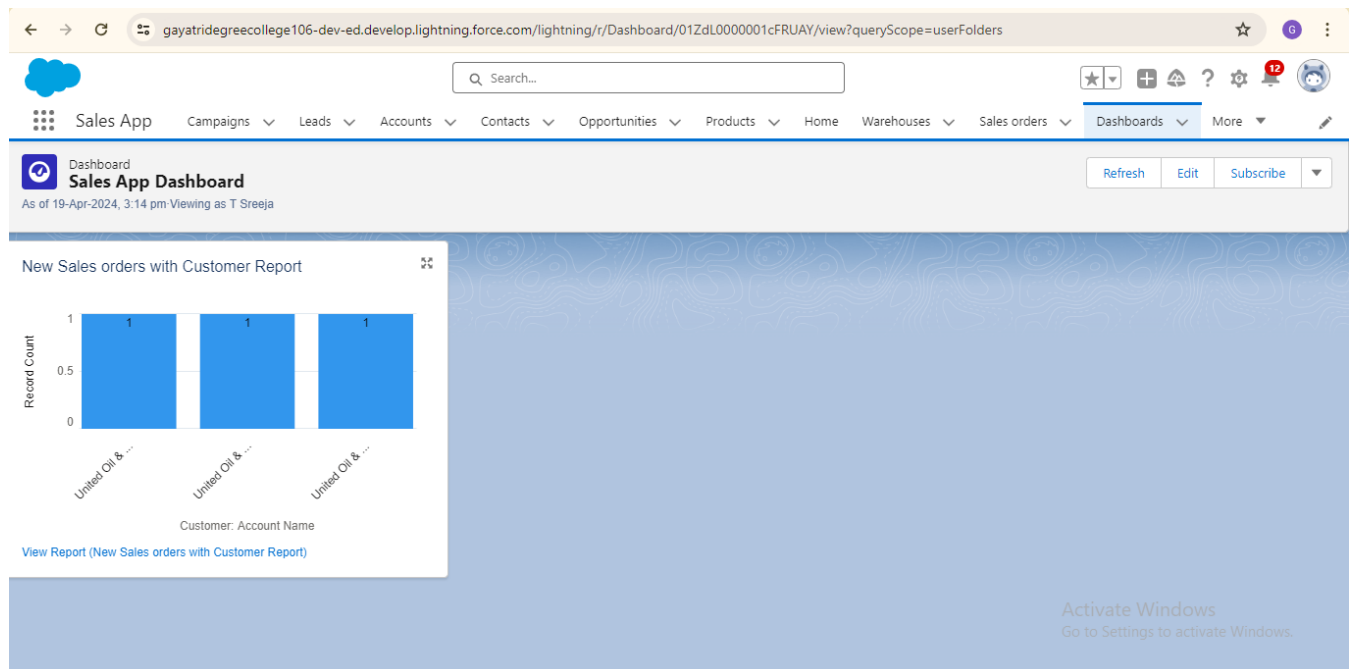 gayatridegreecollege106-dev-ed.develop.lightning.force.com/lightning/r/Dashboard/01ZdL0000001cFRUAY/view?queryScope=userFolders
G
Search...
12
Sales App Campaigns Leads Accounts Contacts Opportunities Products Home Warehouses Sales orders Dashboards More
Dashboard
Sales App Dashboard
Refresh Edit Subscribe
As of 19-Apr-2024, 3:14 pm·Viewing as T Sreeja
New Sales orders with Customer Report
Record Count
1
0.5
0
1 1 1
United Oil & ...
United Oil & ...
United Oil & ...
Customer: Account Name
View Report (New Sales orders with Customer Report)
Activate Windows
Go to Settings to activate Windows.